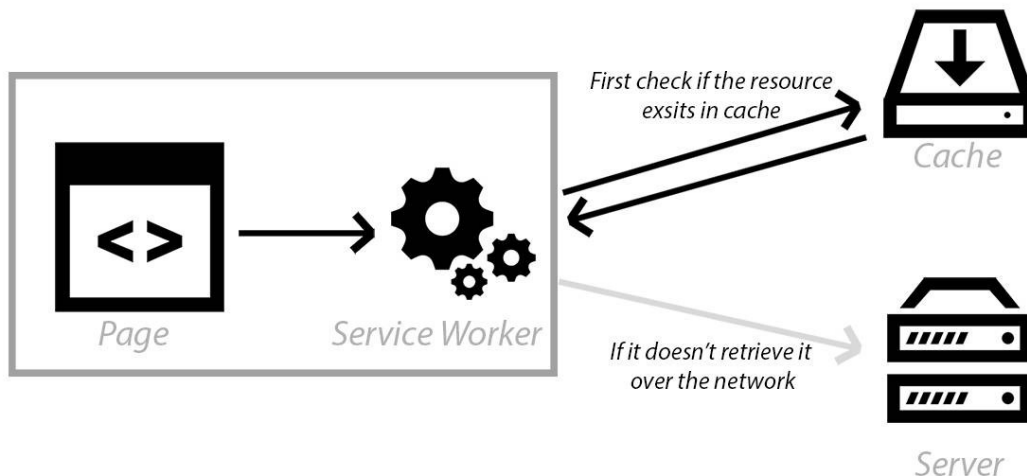 First check if the resource
exsits in cache
Cache
< >
Page
Service Worker
If it doesn't retrieve it
over the network
Server